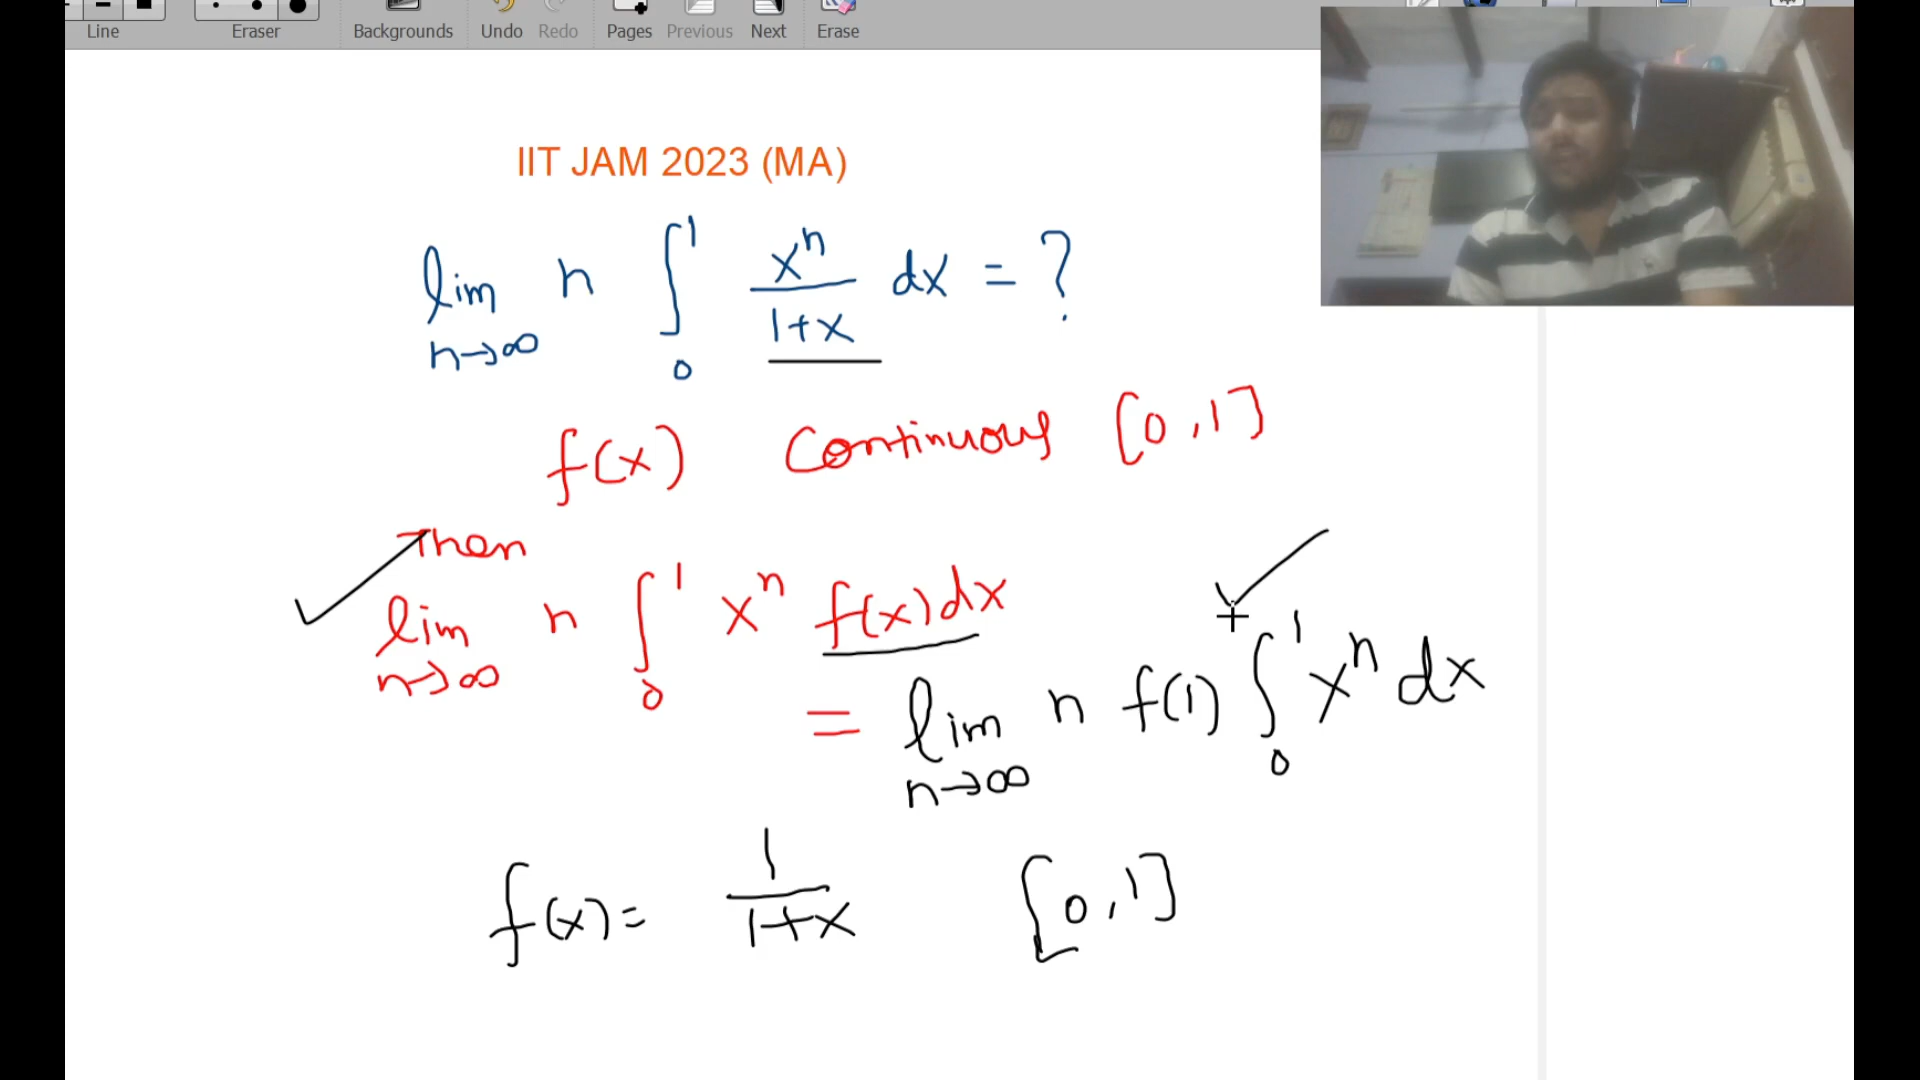 Line Eraser Backgrounds Undo Redo Pages Previous Next Erase
IIT JAM 2023 (MA)
lim n→∞ n ∫₀¹ xⁿ/(1+x) dx = ?
f(x) continuous [0,1]
Then
lim n→∞ n ∫₀¹ xⁿ f(x)dx
= lim n→∞ n f(1) ∫₀¹ xⁿ dx
f(x)= 1/(1+x) [0,1]